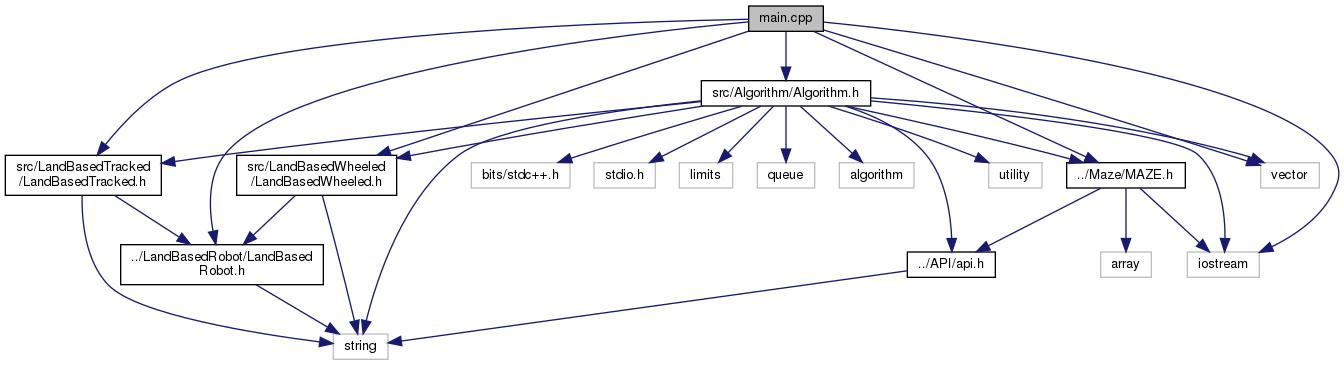 main.cpp
src/Algorithm/Algorithm.h
src/LandBasedTracked
/LandBasedTracked.h
src/LandBasedWheeled
/LandBasedWheeled.h
bits/stdc++.h
stdio.h
limits
queue
algorithm
utility
../Maze/MAZE.h
vector
../LandBasedRobot/LandBased
Robot.h
../API/api.h
array
iostream
string